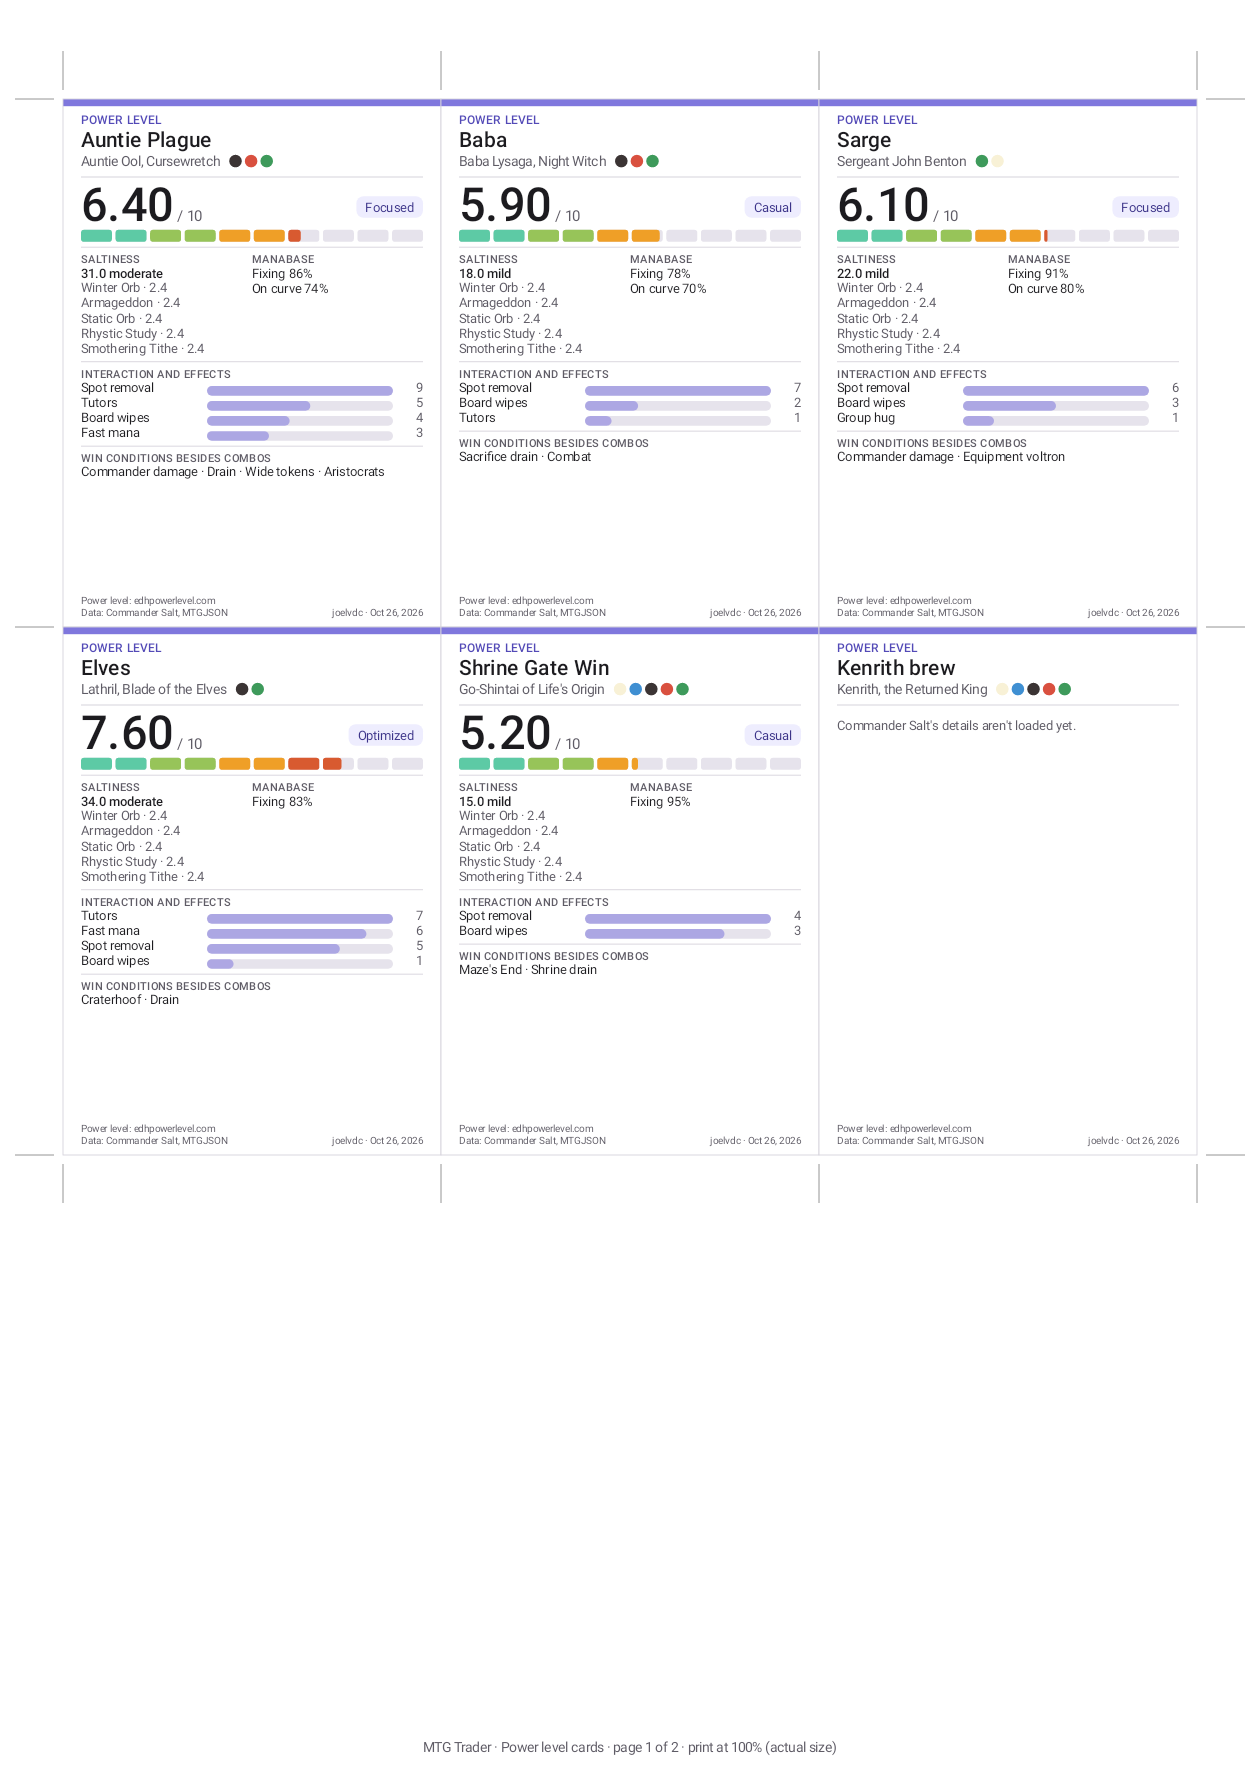 POWER LEVEL
Auntie Plague
Auntie Ool, Cursewretch
6.40 / 10
Focused
SALTINESS
31.0 moderate
Winter Orb · 2.4
Armageddon · 2.4
Static Orb · 2.4
Rhystic Study · 2.4
Smothering Tithe · 2.4
MANABASE
Fixing 86%
On curve 74%
INTERACTION AND EFFECTS
Spot removal 9
Tutors 5
Board wipes 4
Fast mana 3
WIN CONDITIONS BESIDES COMBOS
Commander damage · Drain · Wide tokens · Aristocrats
Power level: edhpowerlevel.com
Data: Commander Salt, MTGJSON
joelvdc · Oct 26, 2026
POWER LEVEL
Baba
Baba Lysaga, Night Witch
5.90 / 10
Casual
SALTINESS
18.0 mild
Winter Orb · 2.4
Armageddon · 2.4
Static Orb · 2.4
Rhystic Study · 2.4
Smothering Tithe · 2.4
MANABASE
Fixing 78%
On curve 70%
INTERACTION AND EFFECTS
Spot removal 7
Board wipes 2
Tutors 1
WIN CONDITIONS BESIDES COMBOS
Sacrifice drain · Combat
Power level: edhpowerlevel.com
Data: Commander Salt, MTGJSON
joelvdc · Oct 26, 2026
POWER LEVEL
Sarge
Sergeant John Benton
6.10 / 10
Focused
SALTINESS
22.0 mild
Winter Orb · 2.4
Armageddon · 2.4
Static Orb · 2.4
Rhystic Study · 2.4
Smothering Tithe · 2.4
MANABASE
Fixing 91%
On curve 80%
INTERACTION AND EFFECTS
Spot removal 6
Board wipes 3
Group hug 1
WIN CONDITIONS BESIDES COMBOS
Commander damage · Equipment voltron
Power level: edhpowerlevel.com
Data: Commander Salt, MTGJSON
joelvdc · Oct 26, 2026
POWER LEVEL
Elves
Lathril, Blade of the Elves
7.60 / 10
Optimized
SALTINESS
34.0 moderate
Winter Orb · 2.4
Armageddon · 2.4
Static Orb · 2.4
Rhystic Study · 2.4
Smothering Tithe · 2.4
MANABASE
Fixing 83%
INTERACTION AND EFFECTS
Tutors 7
Fast mana 6
Spot removal 5
Board wipes 1
WIN CONDITIONS BESIDES COMBOS
Craterhoof · Drain
Power level: edhpowerlevel.com
Data: Commander Salt, MTGJSON
joelvdc · Oct 26, 2026
POWER LEVEL
Shrine Gate Win
Go-Shintai of Life's Origin
5.20 / 10
Casual
SALTINESS
15.0 mild
Winter Orb · 2.4
Armageddon · 2.4
Static Orb · 2.4
Rhystic Study · 2.4
Smothering Tithe · 2.4
MANABASE
Fixing 95%
INTERACTION AND EFFECTS
Spot removal 4
Board wipes 3
WIN CONDITIONS BESIDES COMBOS
Maze's End · Shrine drain
Power level: edhpowerlevel.com
Data: Commander Salt, MTGJSON
joelvdc · Oct 26, 2026
POWER LEVEL
Kenrith brew
Kenrith, the Returned King
Commander Salt's details aren't loaded yet.
Power level: edhpowerlevel.com
Data: Commander Salt, MTGJSON
joelvdc · Oct 26, 2026
MTG Trader · Power level cards · page 1 of 2 · print at 100% (actual size)